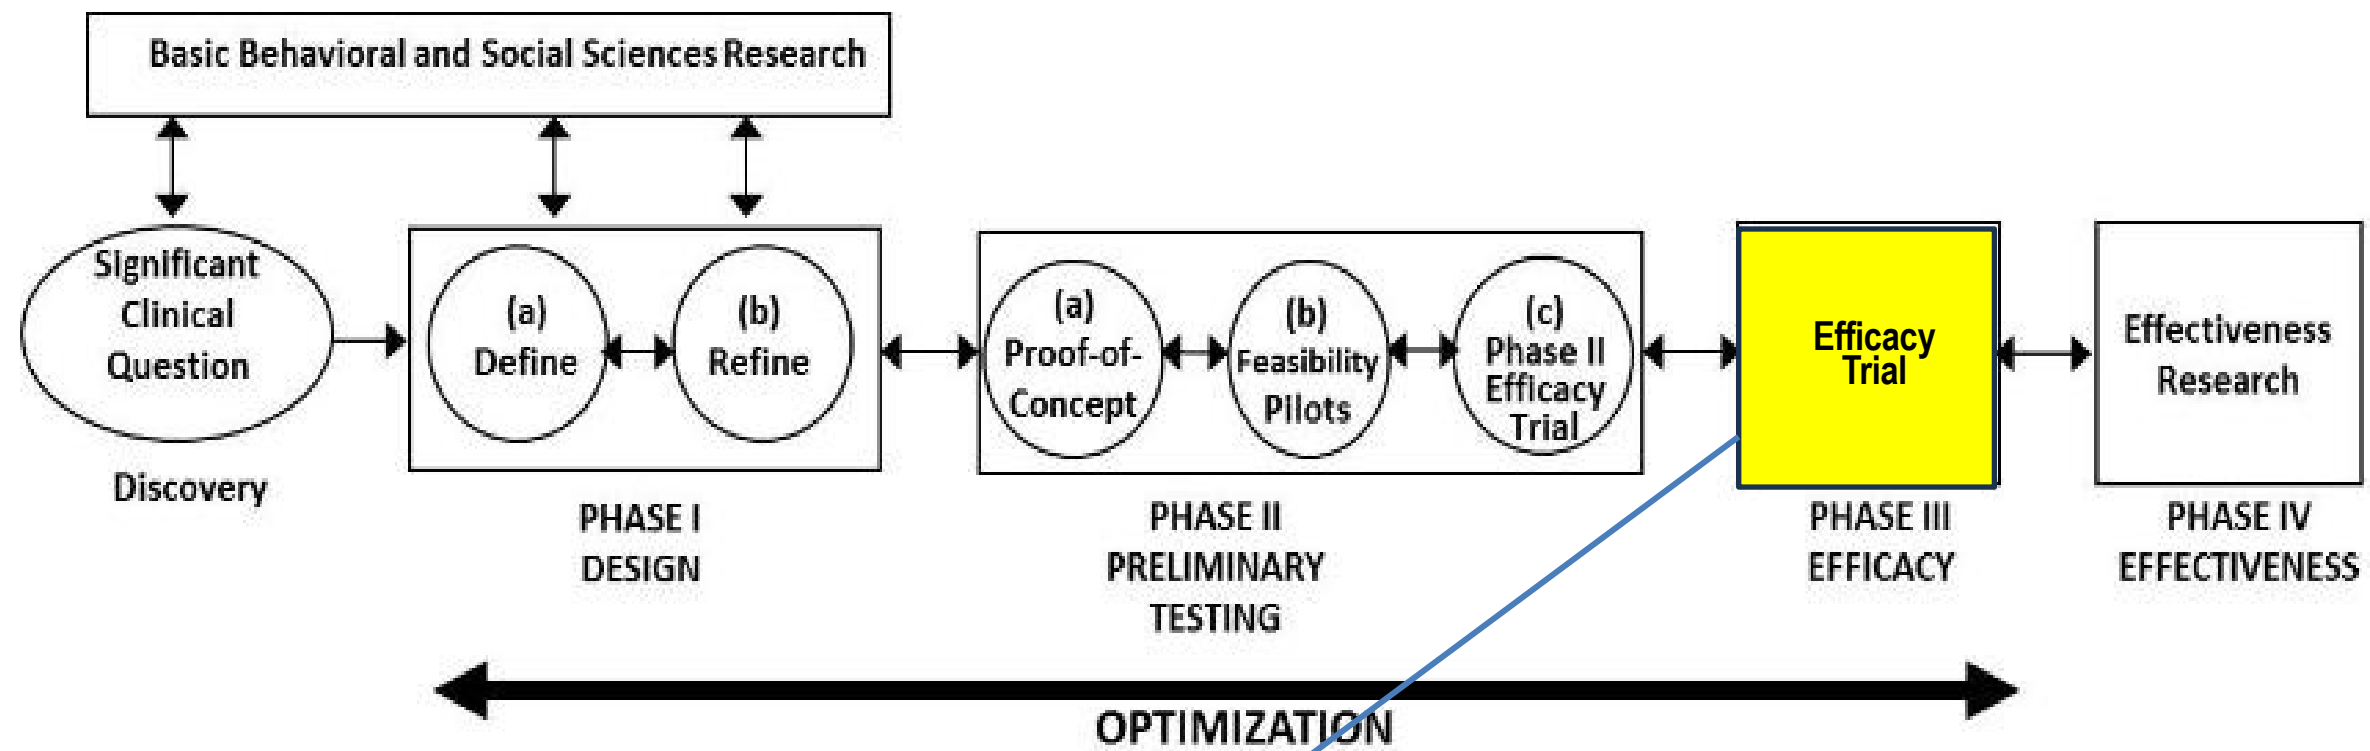 Basic Behavioral and Social Sciences Research
Significant
Clinical
Question
Discovery
(a)
Define
(b)
Refine
PHASE I
DESIGN
(a)
Proof-of-
Concept
(b)
Feasibility
Pilots
(c)
Phase II
Efficacy
Trial
PHASE II
PRELIMINARY
TESTING
Efficacy
Trial
PHASE III
EFFICACY
Effectiveness
Research
PHASE IV
EFFECTIVENESS
OPTIMIZATION